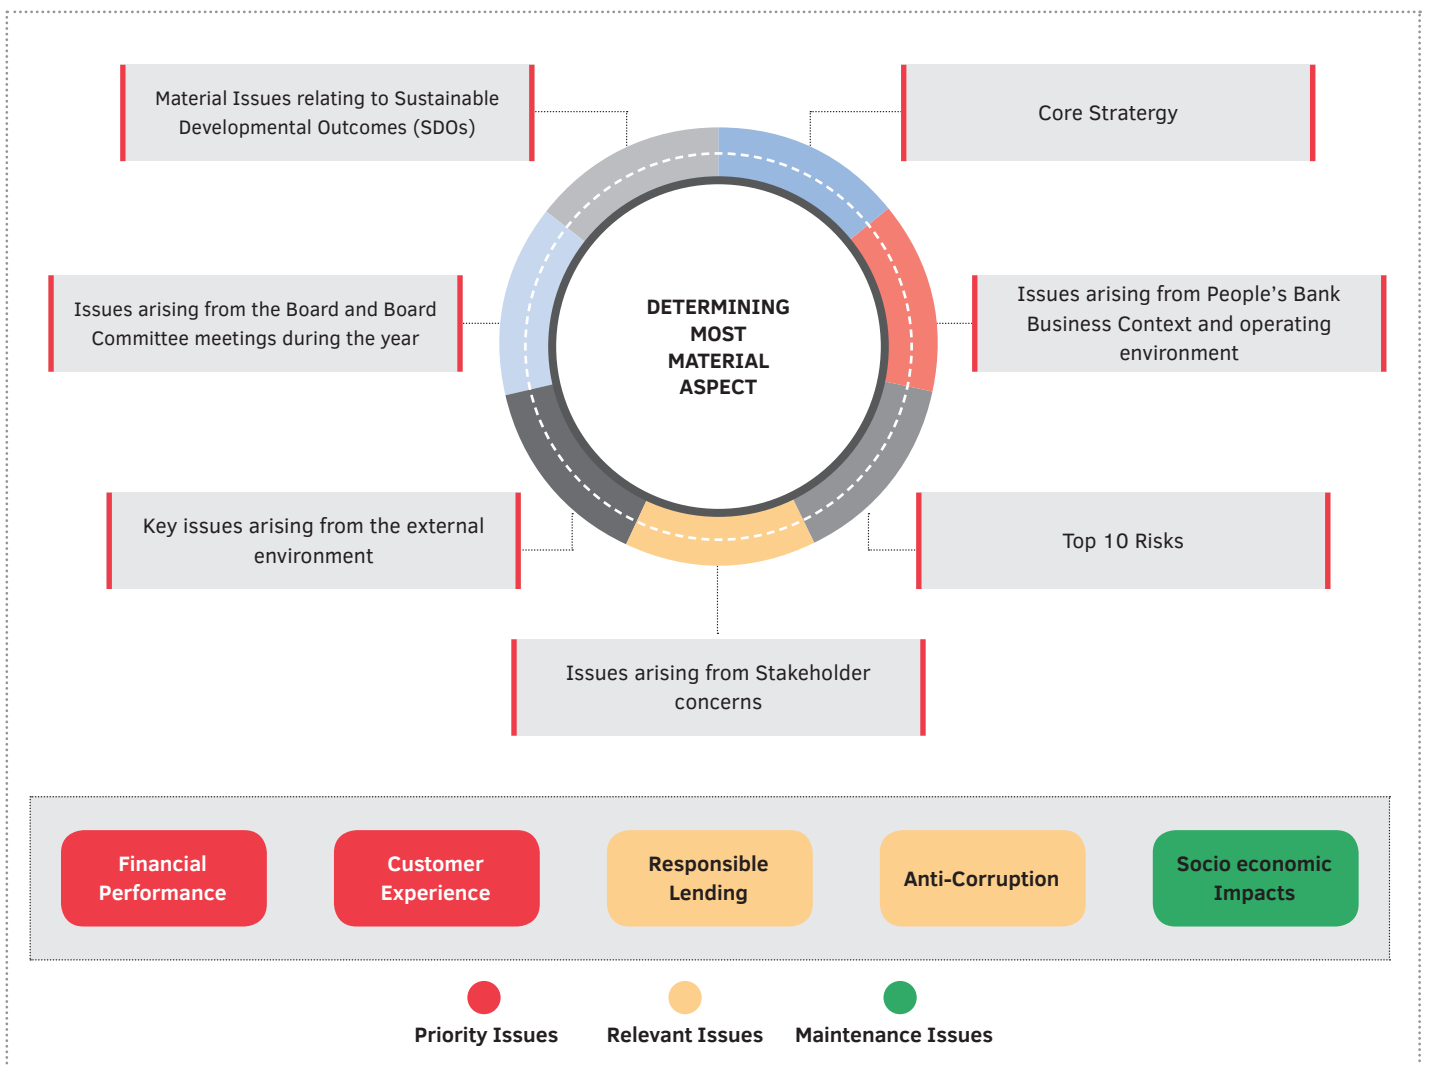 Material Issues relating to Sustainable
Developmental Outcomes (SDOs)
Core Stratergy
Issues arising from the Board and Board
Committee meetings during the year
DETERMINING
MOST
MATERIAL
ASPECT
Issues arising from People’s Bank
Business Context and operating
environment
Key issues arising from the external
environment
Top 10 Risks
Issues arising from Stakeholder
concerns
Financial
Performance
Customer
Experience
Responsible
Lending
Anti-Corruption
Socio economic
Impacts
Priority Issues
Relevant Issues
Maintenance Issues